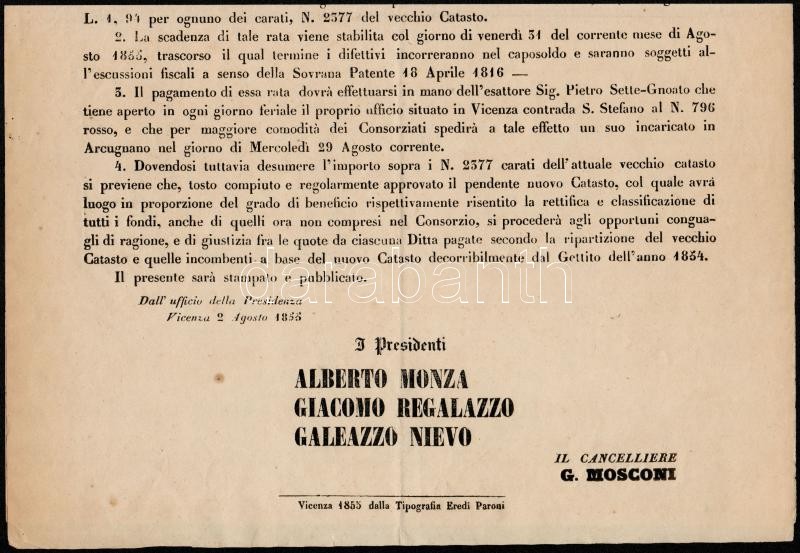 L. 1, 94 per ognuno dei carati, N. 2377 del vecchio Catasto.
2. La scadenza di tale rata viene stabilita col giorno di venerdì 31 del corrente mese di Ago-
sto 1855, trascorso il qual termine i difettivi incorreranno nel caposoldo e saranno soggetti al-
l'escussioni fiscali a senso della Sovrana Patente 18 Aprile 1816 —
3. Il pagamento di essa rata dovrà effettuarsi in mano dell'esattore Sig. Pietro Sette-Gnoato che
tiene aperto in ogni giorno feriale il proprio ufficio situato in Vicenza contrada S. Stefano al N. 796
rosso, e che per maggiore comodità dei Consorziati spedirà a tale effetto un suo incaricato in
Arcugnano nel giorno di Mercoledì 29 Agosto corrente.
4. Dovendosi tuttavia desumere l'importo sopra i N. 2377 carati dell'attuale vecchio catasto
si previene che, tosto compiuto e regolarmente approvato il pendente nuovo Catasto, col quale avrà
luogo in proporzione del grado di beneficio rispettivamente risentito la rettifica e classificazione di
tutti i fondi, anche di quelli ora non compresi nel Consorzio, si procederà agli opportuni congua-
gli di ragione, e di giustizia fra le quote da ciascuna Ditta pagate secondo la ripartizione del vecchio
Catasto e quelle incombenti a base del nuovo Catasto decorribilmente dal Gettito dell'anno 1854.
Il presente sarà stampato e pubblicato.
darabanth
Dall' ufficio della Presidenza
Vicenza 2 Agosto 1855
I Presidenti
ALBERTO MONZA
GIACOMO REGALAZZO
GALEAZZO NIEVO
IL CANCELLIERE
G. MOSCONI
Vicenza 1855 dalla Tipografia Eredi Paroni